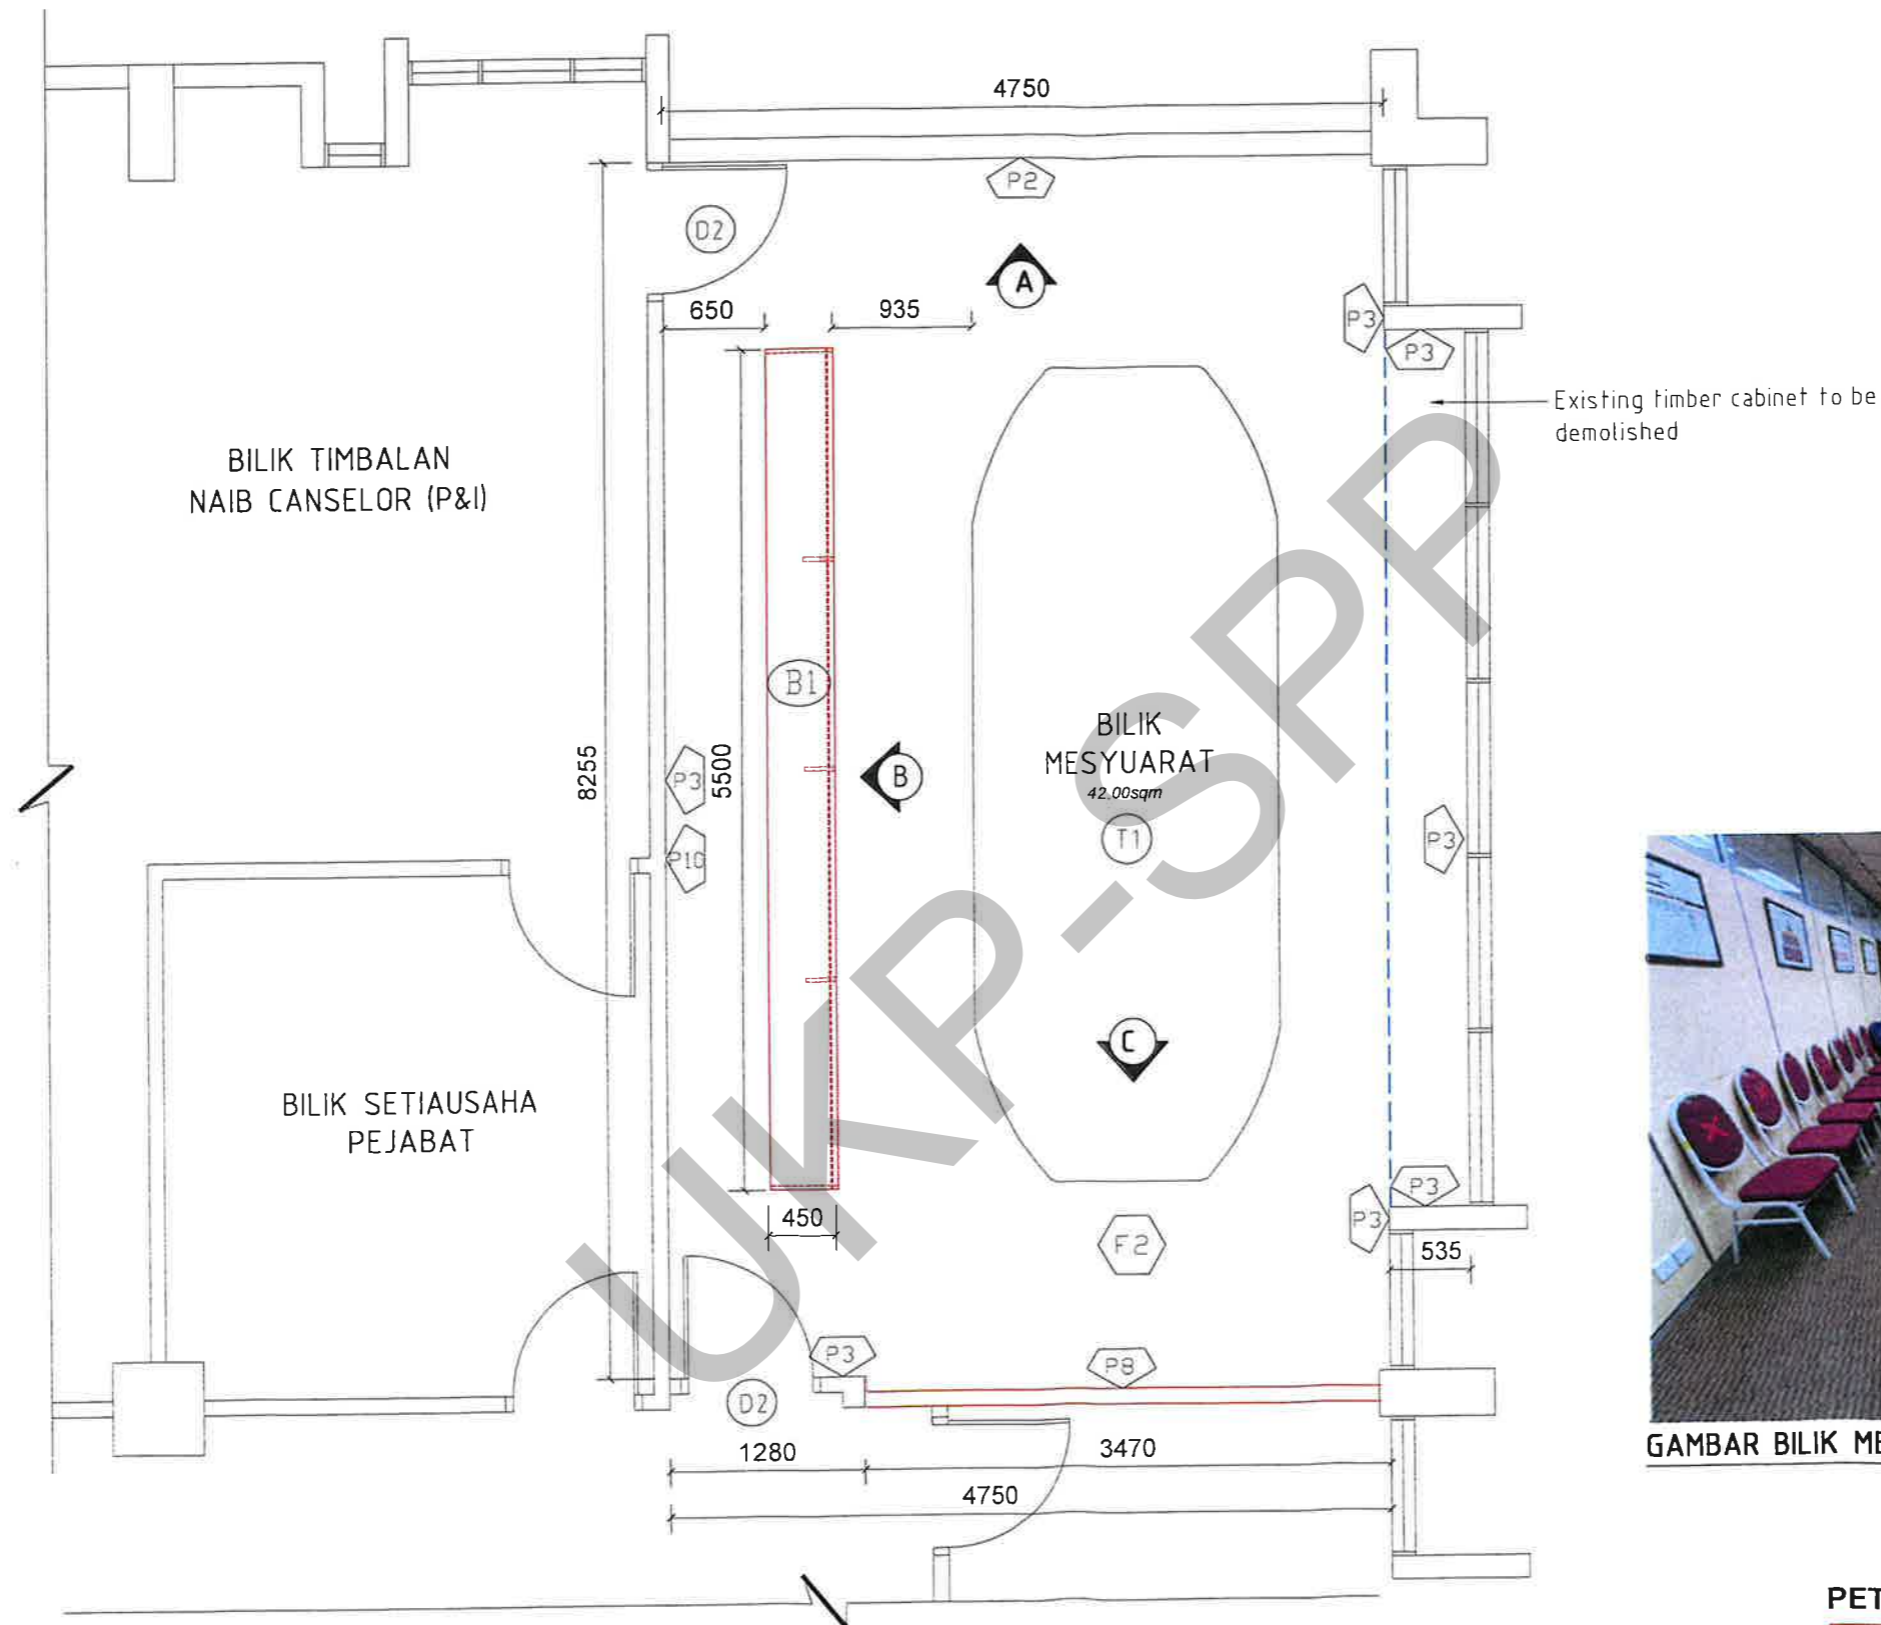 4750
P2
D2
A
650
935
P3
P3
Existing timber cabinet to be
demolished
BILIK TIMBALAN
NAIB CANSELOR (P&I)
B1
BILIK
MESYUARAT
42.00sqm
T1
8255
5500
P3
B
P10
P3
C
BILIK SETIAUSAHA
PEJABAT
450
F2
P3
P3
535
P3
P8
D2
1280
3470
4750
UKP-SPP
GAMBAR BILIK
PET